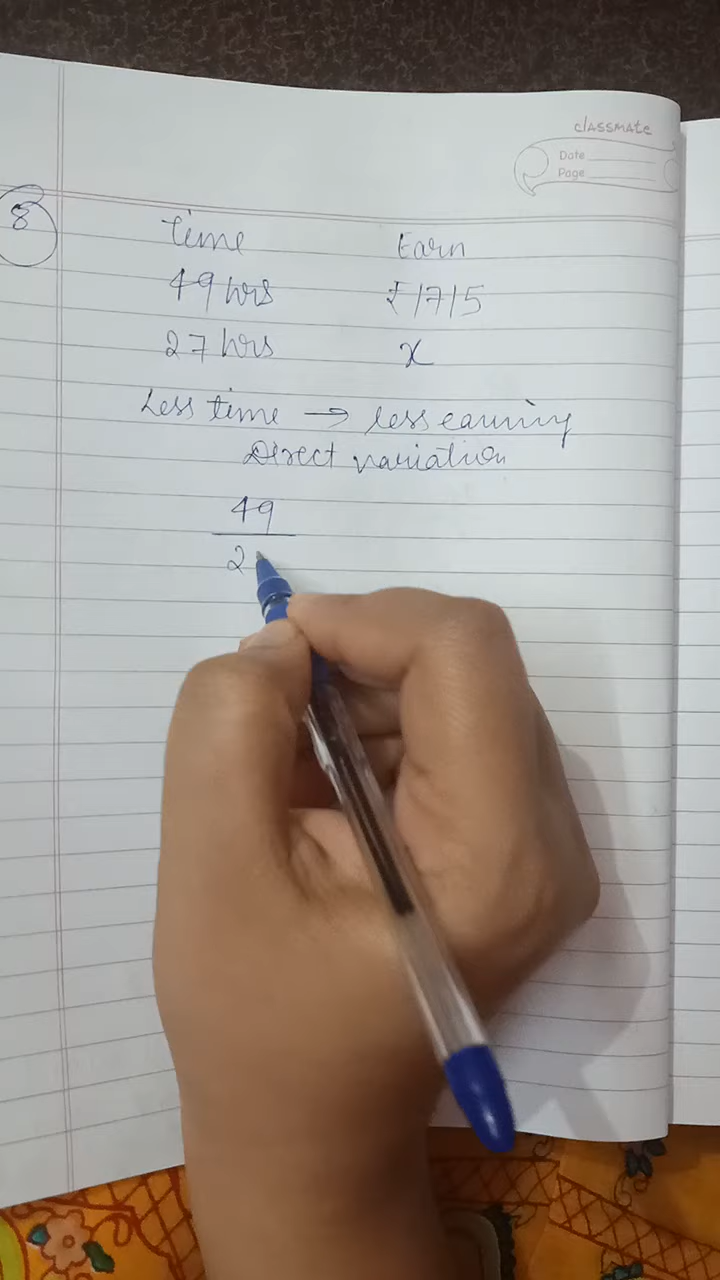 classmate
Date
Page
8
Time Earn
49 hrs ₹1715
27 hrs x
Less time → less earning
Direct variation
49
2